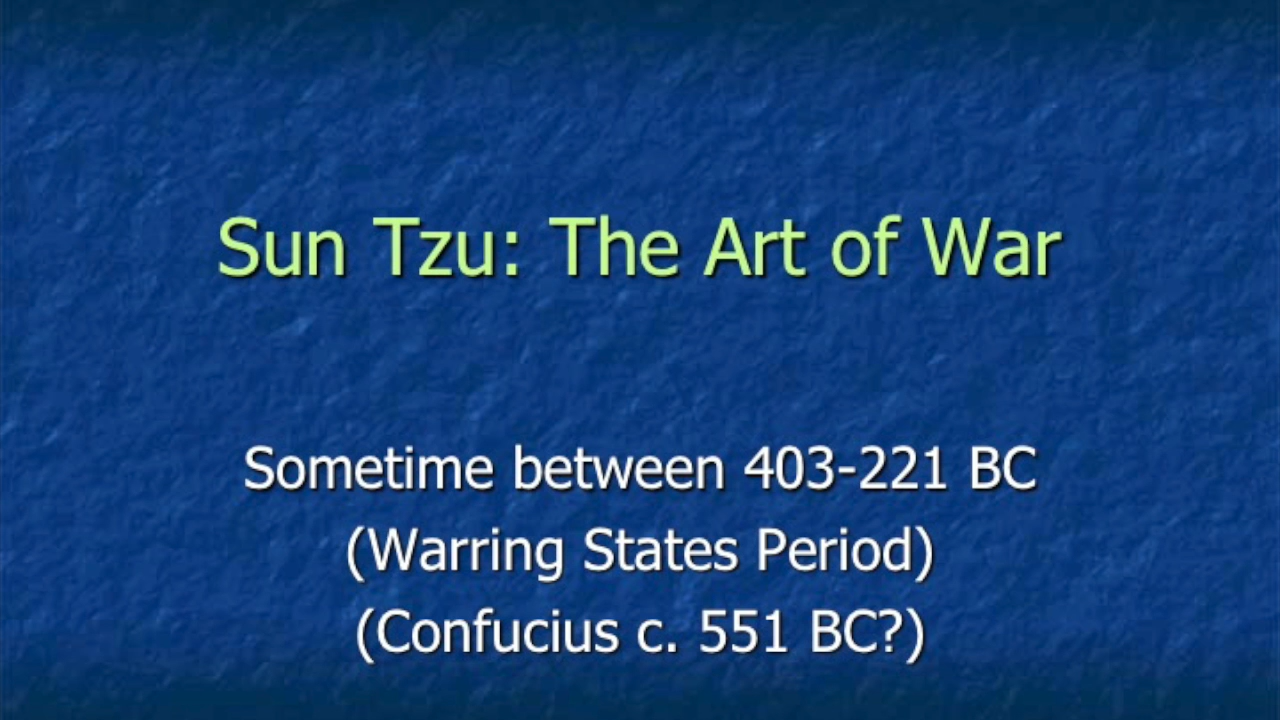 Sun Tzu: The Art of War
Sometime between 403-221 BC
(Warring States Period)
(Confucius c. 551 BC?)